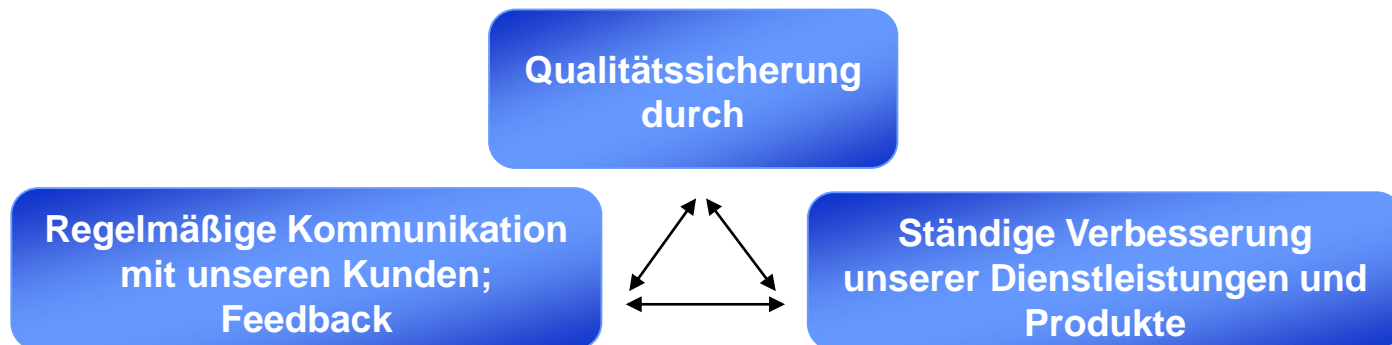 Qualitätssicherung
durch
Regelmäßige Kommunikation
mit unseren Kunden;
Feedback
Ständige Verbesserung
unserer Dienstleistungen und
Produkte